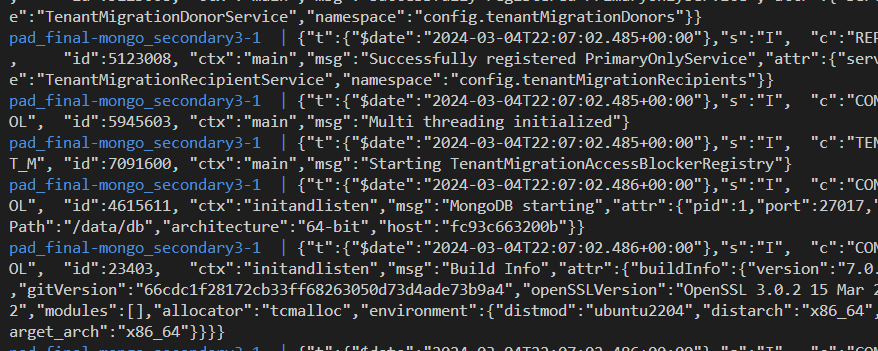 e":"TenantMigrationDonorService","namespace":"config.tenantMigrationDonors"}}
pad_final-mongo_secondary3-1 | {"t":{"$date":"2024-03-04T22:07:02.485+00:00"},"s":"I", "c":"REP
, "id":5123008, "ctx":"main","msg":"Successfully registered PrimaryOnlyService","attr":{"serv
e":"TenantMigrationRecipientService","namespace":"config.tenantMigrationRecipients"}}
pad_final-mongo_secondary3-1 | {"t":{"$date":"2024-03-04T22:07:02.485+00:00"},"s":"I", "c":"CON
OL", "id":5945603, "ctx":"main","msg":"Multi threading initialized"}
pad_final-mongo_secondary3-1 | {"t":{"$date":"2024-03-04T22:07:02.485+00:00"},"s":"I", "c":"TEN
T_M", "id":7091600, "ctx":"main","msg":"Starting TenantMigrationAccessBlockerRegistry"}
pad_final-mongo_secondary3-1 | {"t":{"$date":"2024-03-04T22:07:02.486+00:00"},"s":"I", "c":"CON
OL", "id":4615611, "ctx":"initandlisten","msg":"MongoDB starting","attr":{"pid":1,"port":27017,"
Path":"/data/db","architecture":"64-bit","host":"fc93c663200b"}}
pad_final-mongo_secondary3-1 | {"t":{"$date":"2024-03-04T22:07:02.486+00:00"},"s":"I", "c":"CON
OL", "id":23403, "ctx":"initandlisten","msg":"Build Info","attr":{"buildInfo":{"version":"7.0.
,"gitVersion":"66cdc1f28172cb33ff68263050d73d4ade73b9a4","openSSLVersion":"OpenSSL 3.0.2 15 Mar 2
2","modules":[],"allocator":"tcmalloc","environment":{"distmod":"ubuntu2204","distarch":"x86_64",
arget_arch":"x86_64"}}}}